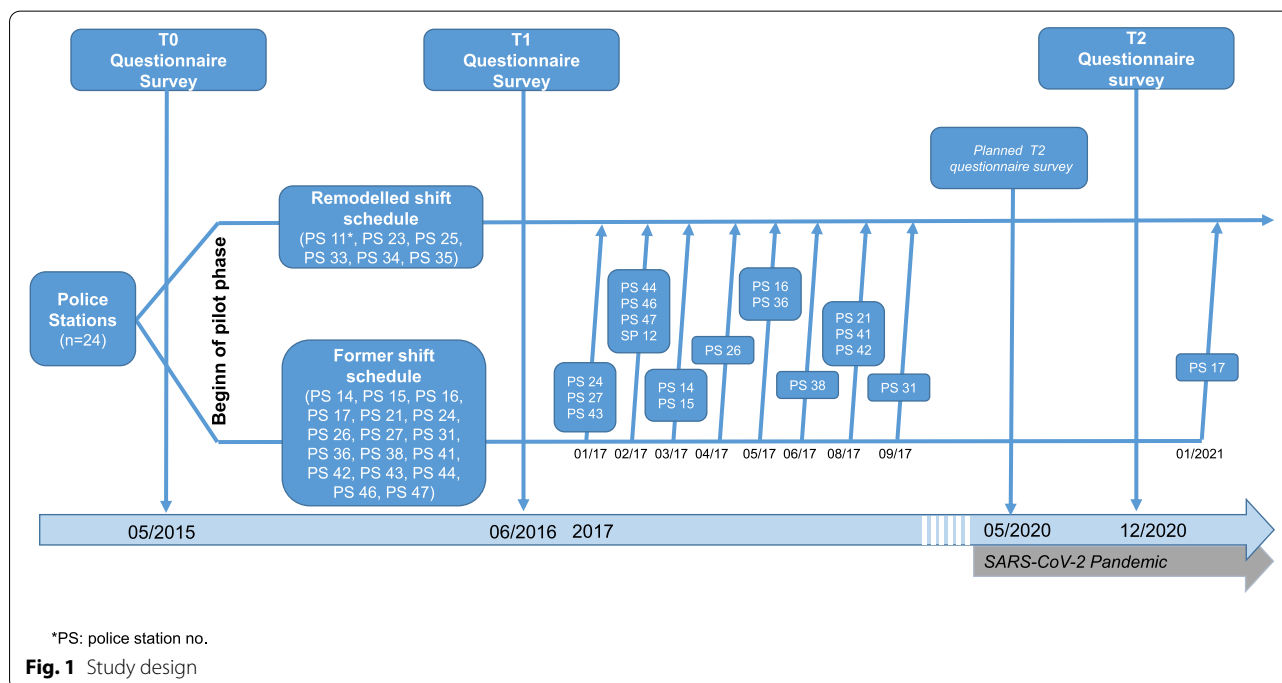 T0
Questionnaire
Survey
T1
Questionnaire
Survey
T2
Questionnaire
survey
Planned T2
questionnaire survey
Remodelled shift
schedule
(PS 11*, PS 23, PS 25,
PS 33, PS 34, PS 35)
Police
Stations
(n=24)
Beginn of pilot phase
Former shift
schedule
(PS 14, PS 15, PS 16,
PS 17, PS 21, PS 24,
PS 26, PS 27, PS 31,
PS 36, PS 38, PS 41,
PS 42, PS 43, PS 44,
PS 46, PS 47)
PS 24
PS 27
PS 43
PS 44
PS 46
PS 47
SP 12
PS 14
PS 15
PS 26
PS 16
PS 36
PS 38
PS 21
PS 41
PS 42
PS 31
PS 17
01/17
02/17
03/17
04/17
05/17
06/17
08/17
09/17
01/2021
05/2015
06/2016
2017
05/2020
12/2020
SARS-CoV-2 Pandemic
*PS: police station no.
Fig. 1 Study design